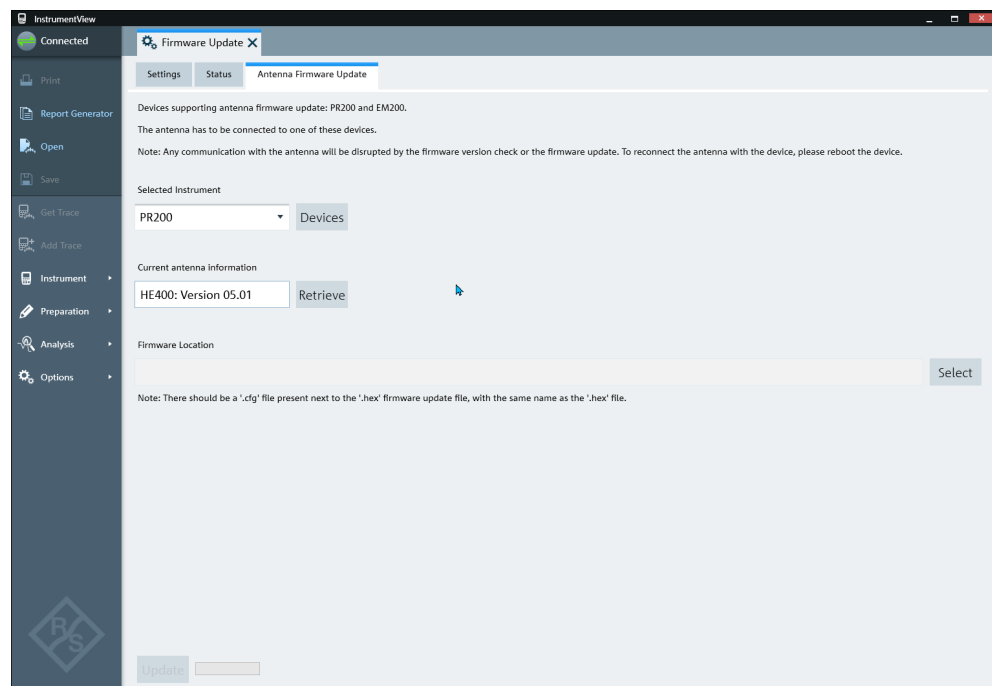 InstrumentView
Connected
Firmware Update
Print
Report Generator
Open
Save
Get Trace
Add Trace
Instrument
Preparation
Analysis
Options
R
S
Settings
Status
Antenna Firmware Update
Devices supporting antenna firmware update: PR200 and EM200.
The antenna has to be connected to one of these devices.
Note: Any communication with the antenna will be disrupted by the firmware version check or the firmware update. To reconnect the antenna with the device, please reboot the device.
Selected Instrument
PR200
Devices
Current antenna information
HE400: Version 05.01
Retrieve
Firmware Location
Select
Note: There should be a '.cfg' file present next to the '.hex' firmware update file, with the same name as the '.hex' file.
Update